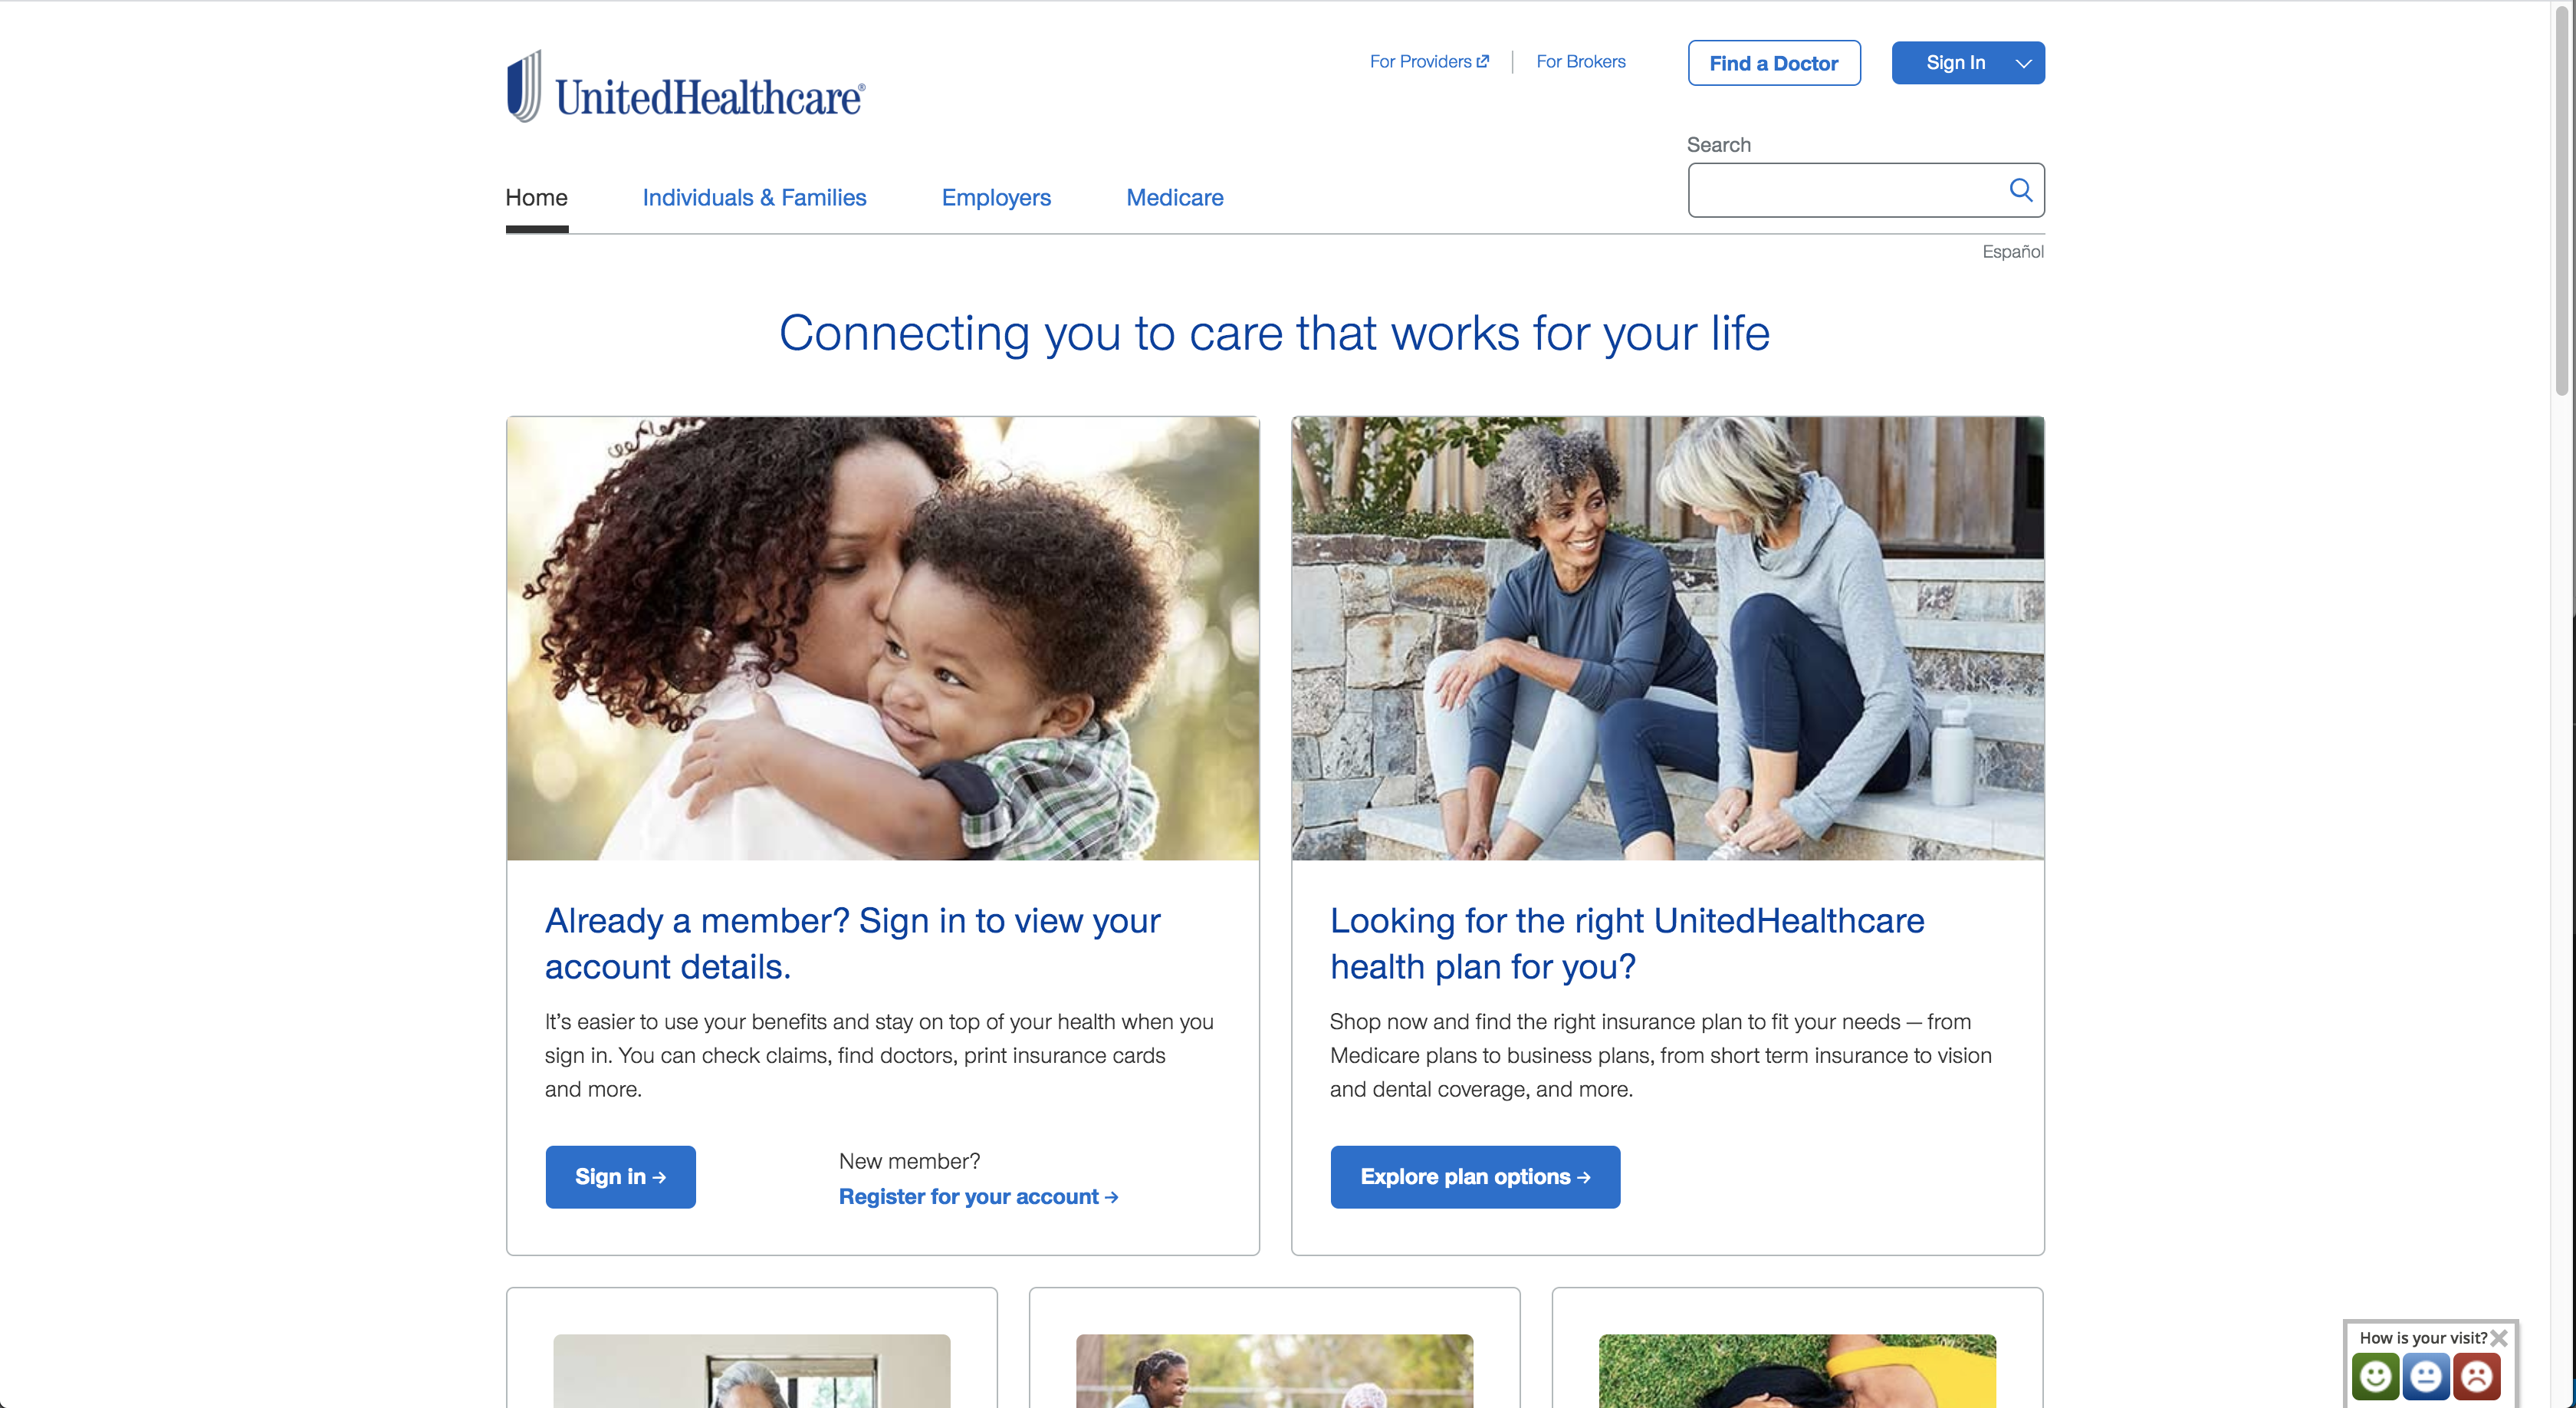 UnitedHealthcare®
For Providers
For Brokers
Find a Doctor
Sign In
Search
Home
Individuals & Families
Employers
Medicare
Español
Connecting you to care that works for your life
Already a member? Sign in to view your
account details.
It's easier to use your benefits and stay on top of your health when you
sign in. You can check claims, find doctors, print insurance cards
and more.
Sign in →
New member?
Register for your account →
Looking for the right UnitedHealthcare
health plan for you?
Shop now and find the right insurance plan to fit your needs — from
Medicare plans to business plans, from short term insurance to vision
and dental coverage, and more.
Explore plan options →
How is your visit?